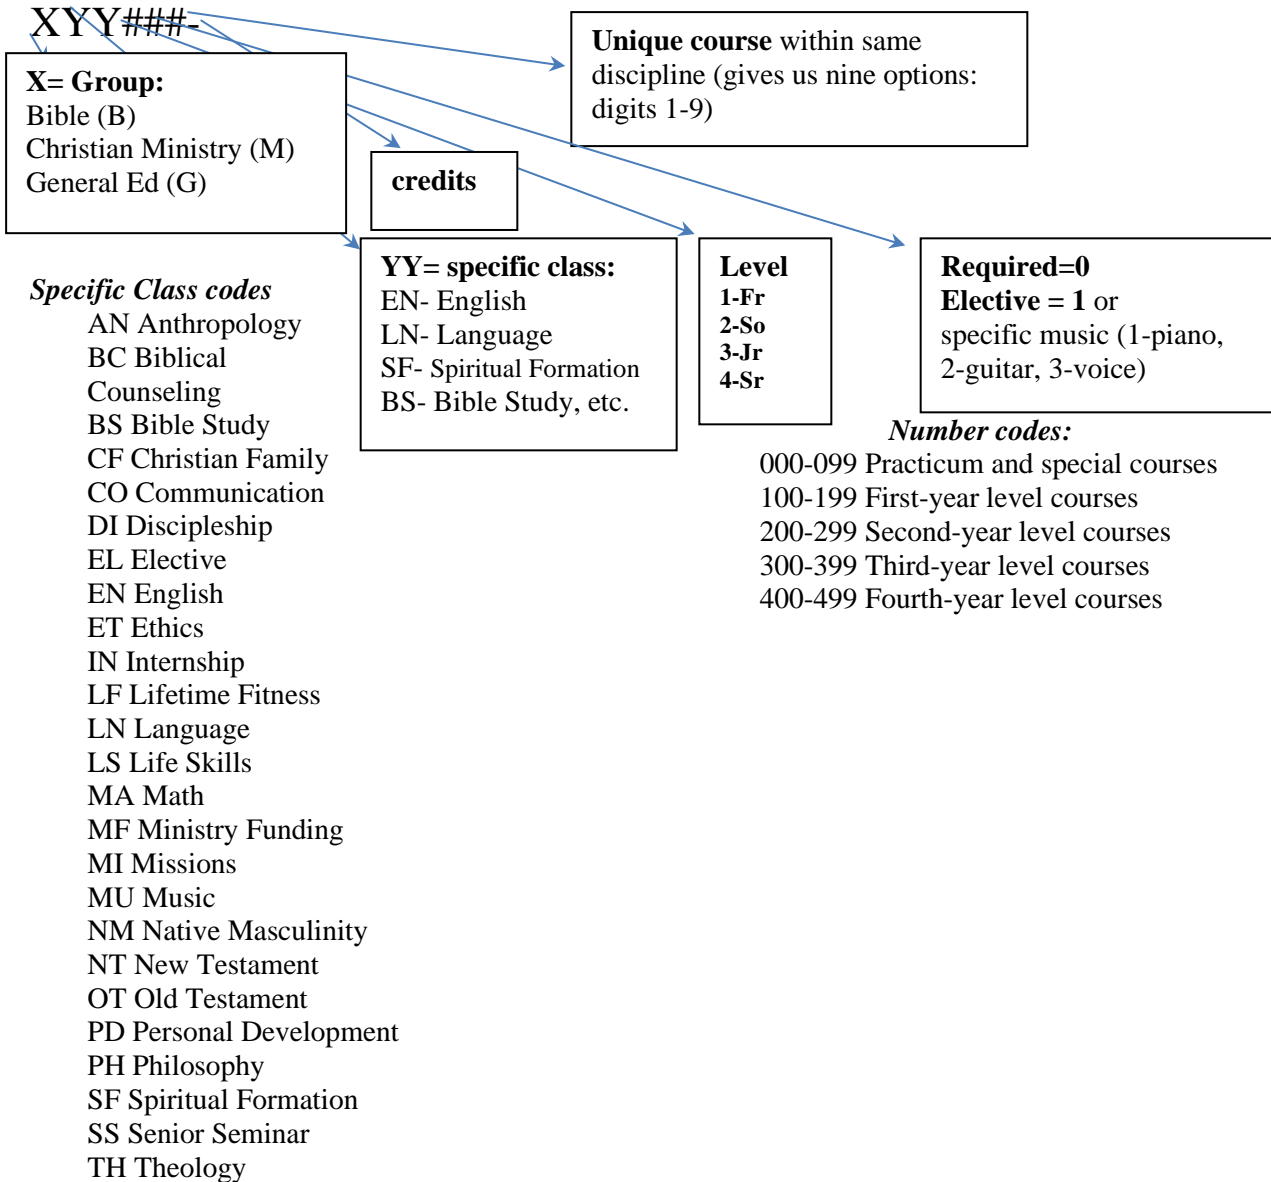 XYY###-
X= Group:
Bible (B)
Christian Ministry (M)
General Ed (G)
Unique course within same
discipline (gives us nine options:
digits 1-9)
credits
YY= specific class:
EN- English
LN- Language
SF- Spiritual Formation
BS- Bible Study, etc.
Level
1-Fr
2-So
3-Jr
4-Sr
Required=0
Elective = 1 or
specific music (1-piano,
2-guitar, 3-voice)
Specific Class codes
AN Anthropology
BC Biblical
Counseling
BS Bible Study
CF Christian Family
CO Communication
DI Discipleship
EL Elective
EN English
ET Ethics
IN Internship
LF Lifetime Fitness
LN Language
LS Life Skills
MA Math
MF Ministry Funding
MI Missions
MU Music
NM Native Masculinity
NT New Testament
OT Old Testament
PD Personal Development
PH Philosophy
SF Spiritual Formation
SS Senior Seminar
TH Theology
Number codes:
000-099 Practicum and special courses
100-199 First-year level courses
200-299 Second-year level courses
300-399 Third-year level courses
400-499 Fourth-year level courses